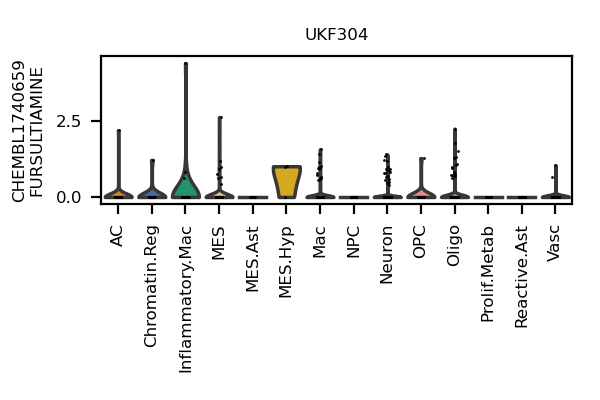 UKF304
CHEMBL1740659
FURSULTIAMINE
2.5
0.0
AC
Chromatin.Reg
Inflammatory.Mac
MES
MES.Ast
MES.Hyp
Mac
NPC
Neuron
OPC
Oligo
Prolif.Metab
Reactive.Ast
Vasc